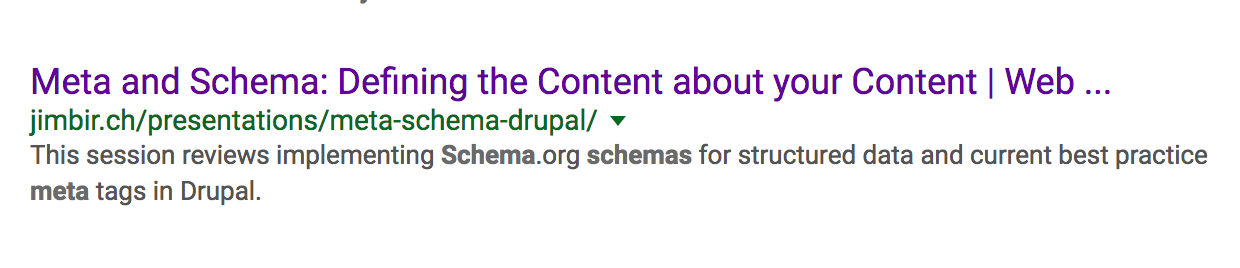 Meta and Schema: Defining the Content about your Content | Web ...
jimbir.ch/presentations/meta-schema-drupal/
This session reviews implementing Schema.org schemas for structured data and current best practice
meta tags in Drupal.